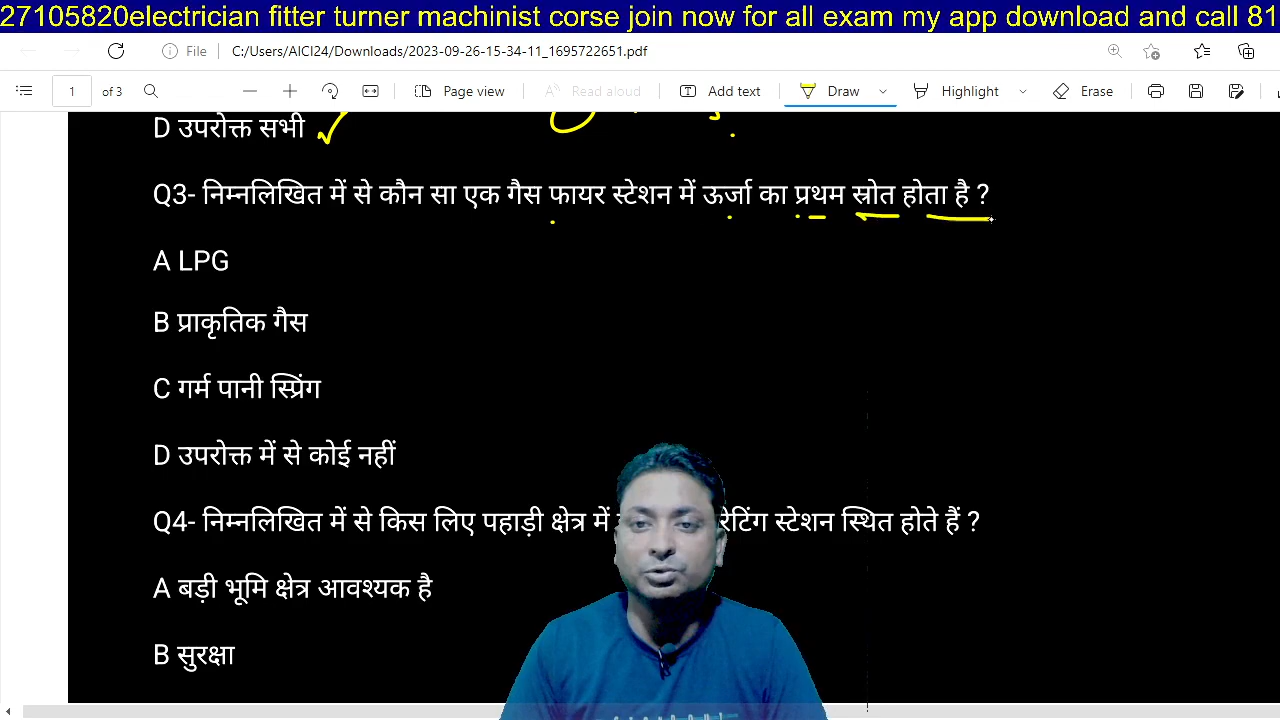 27105820electrician fitter turner machinist corse join now for all exam my app download and call 81
File C:/Users/AICI24/Downloads/2023-09-26-15-34-11_1695722651.pdf
1 of 3 Page view Read aloud Add text Draw Highlight Erase
D उपरोक्त सभी
Q3- निम्नलिखित में से कौन सा एक गैस फायर स्टेशन में ऊर्जा का प्रथम स्रोत होता है ?
A LPG
B प्राकृतिक गैस
C गर्म पानी स्प्रिंग
D उपरोक्त में से कोई नहीं
Q4- निम्नलिखित में से किस लिए पहाड़ी क्षेत्र में रेटिंग स्टेशन स्थित होते हैं ?
A बड़ी भूमि क्षेत्र आवश्यक है
B सुरक्षा